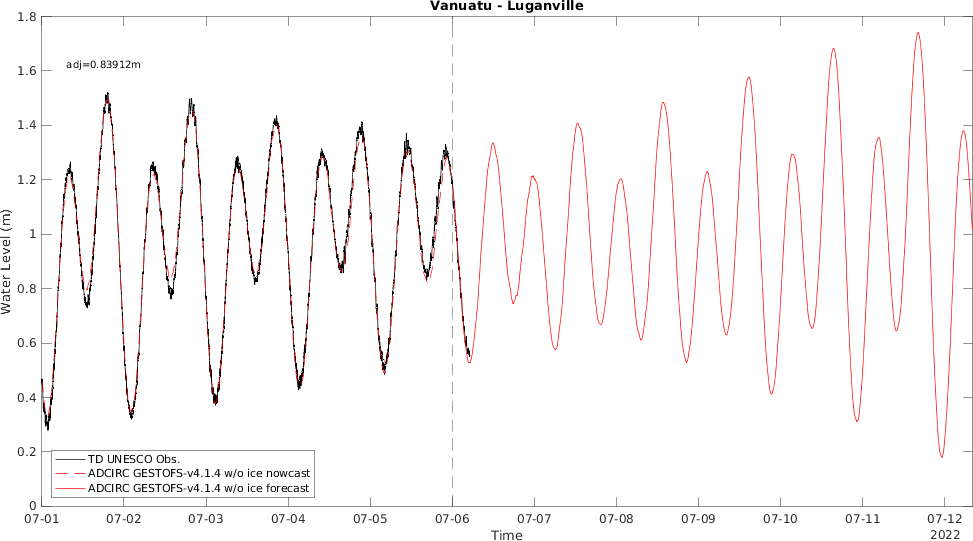 Vanuatu - Luganville
1.8
1.6
1.4
1.2
1
0.8
0.6
0.4
0.2
0
Water Level (m)
adj=0.83912m
TD UNESCO Obs.
ADCIRC GESTOFS-v4.1.4 w/o ice nowcast
ADCIRC GESTOFS-v4.1.4 w/o ice forecast
07-01 07-02 07-03 07-04 07-05 07-06 07-07 07-08 07-09 07-10 07-11 07-12
2022
Time